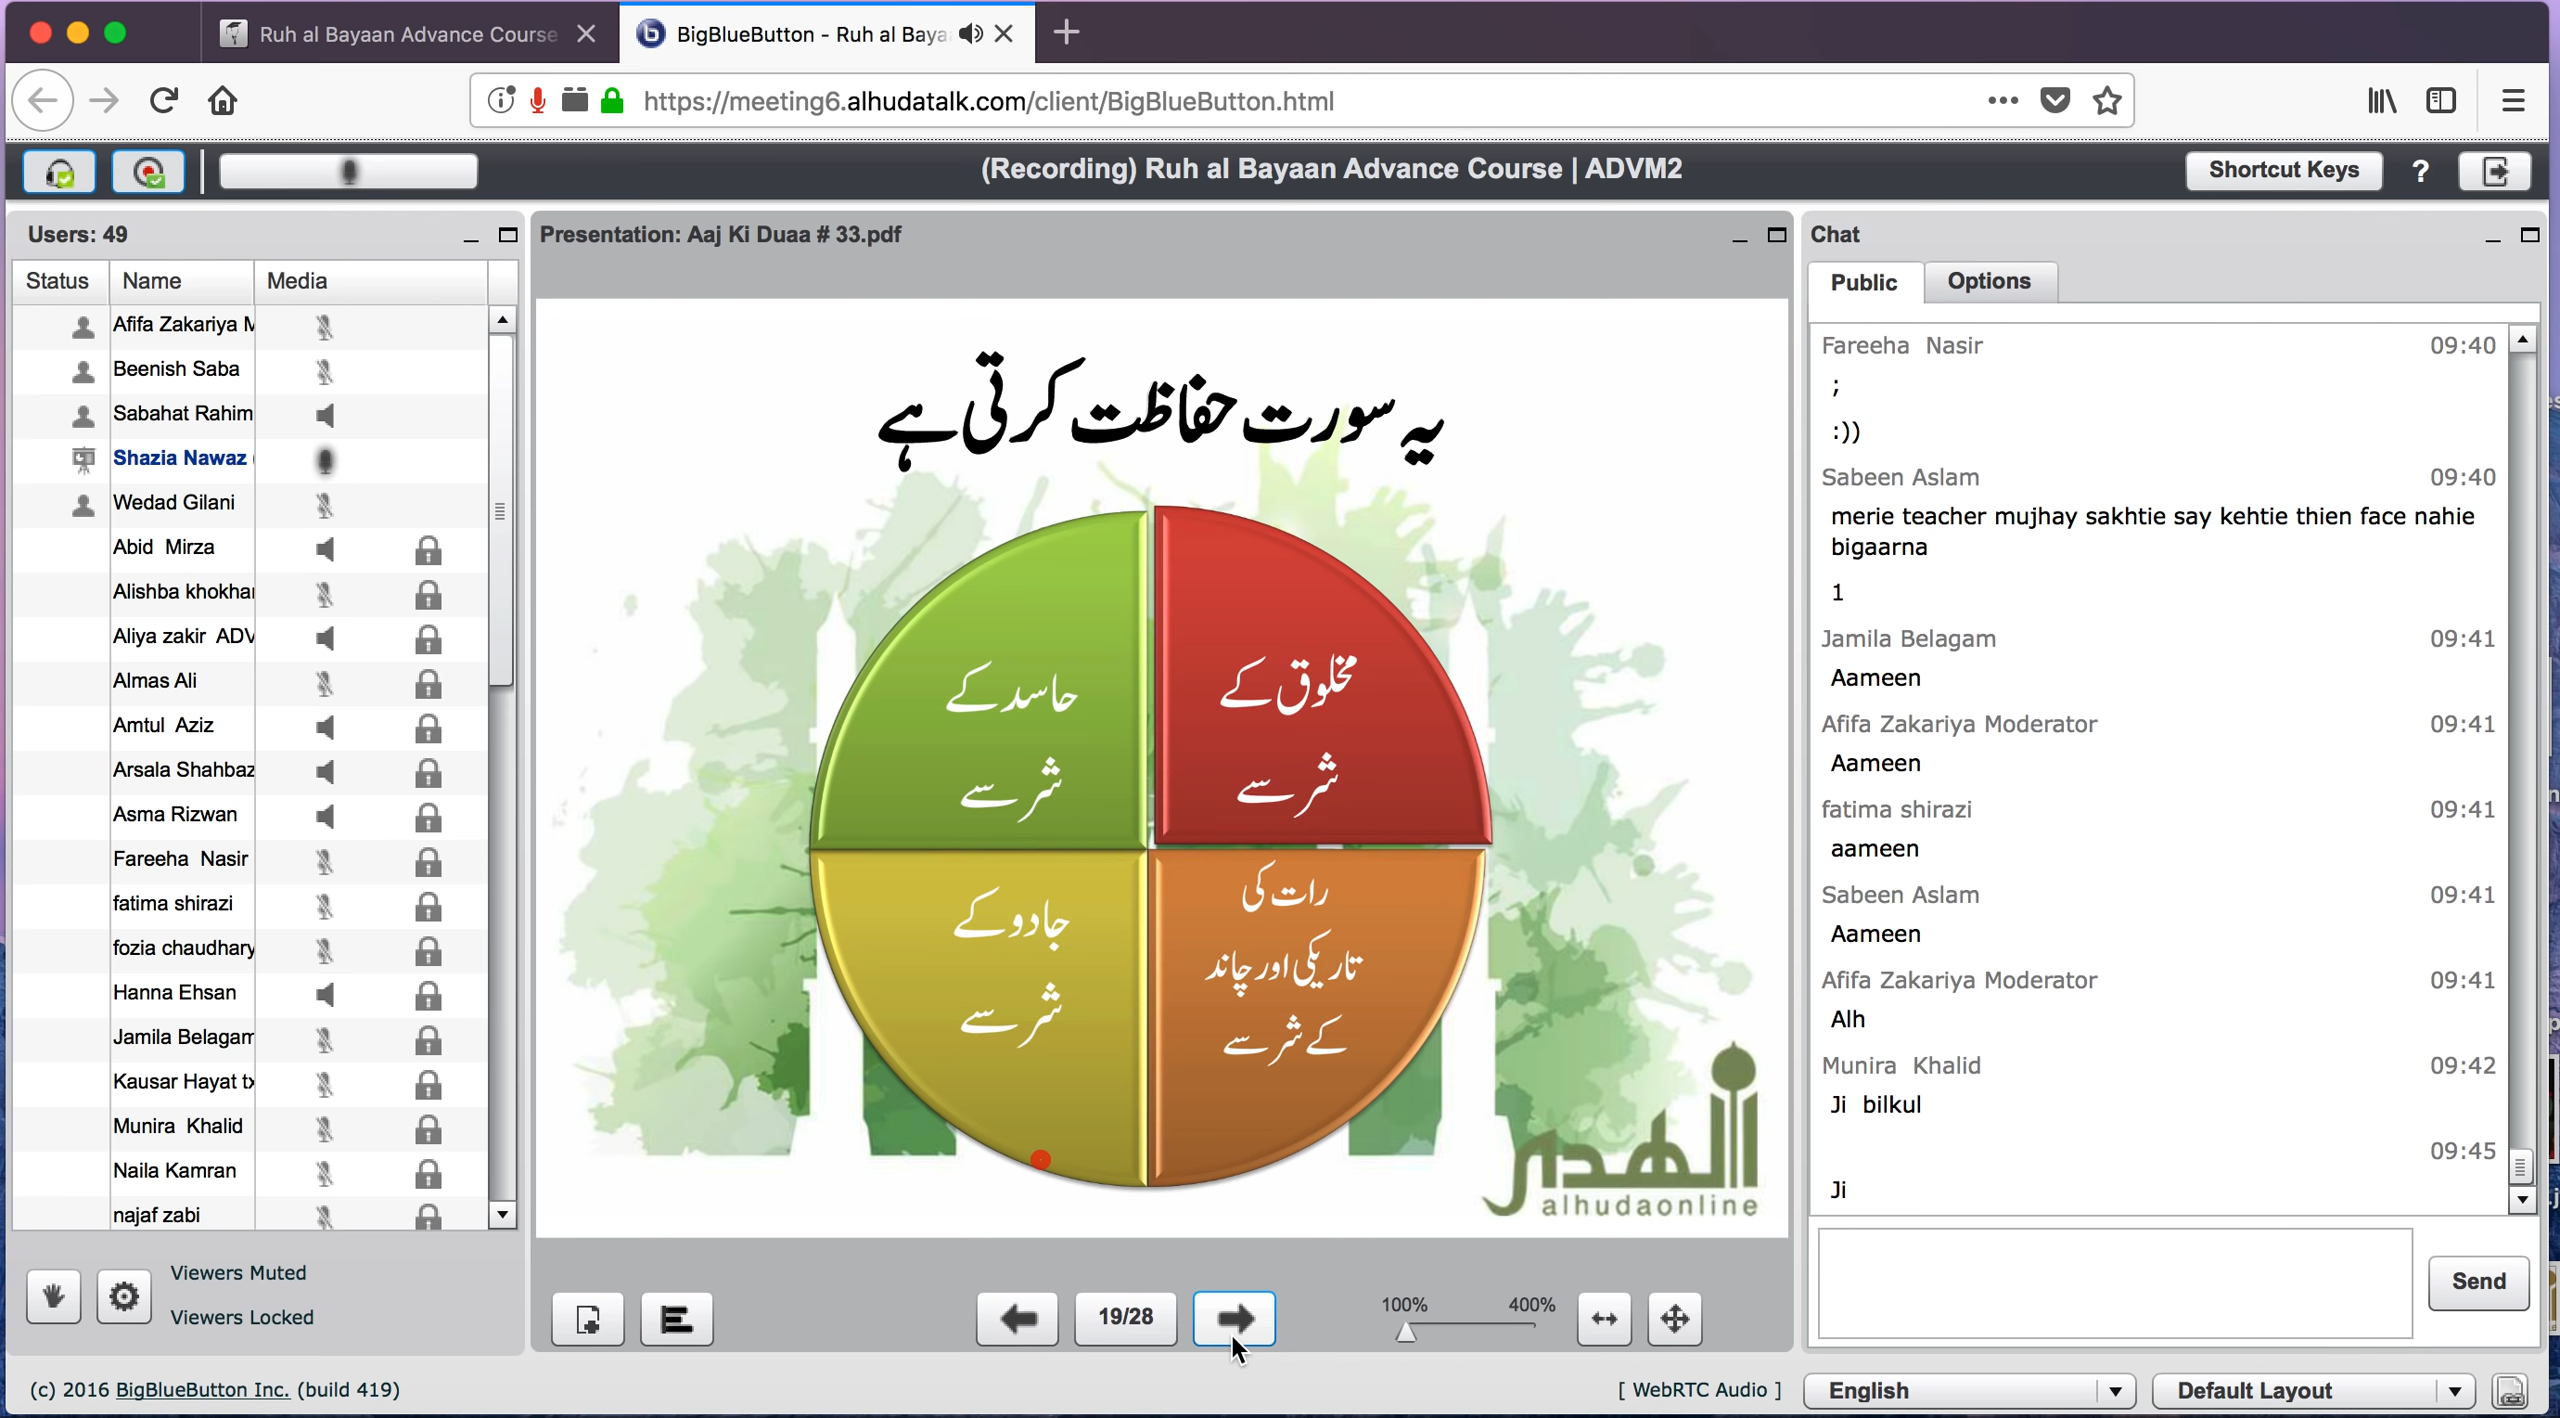 Ruh al Bayaan Advance Course
BigBlueButton - Ruh al Baya
https://meeting6.alhudatalk.com/client/BigBlueButton.html
(Recording) Ruh al Bayaan Advance Course | ADVM2
Shortcut Keys
?
Users: 49
Status Name Media
Afifa Zakariya M
Beenish Saba
Sabahat Rahim
Shazia Nawaz
Wedad Gilani
Abid Mirza
Alishba khokhar
Aliya zakir ADV
Almas Ali
Amtul Aziz
Arsala Shahbaz
Asma Rizwan
Fareeha Nasir
fatima shirazi
fozia chaudhary
Hanna Ehsan
Jamila Belagam
Kausar Hayat tx
Munira Khalid
Naila Kamran
najaf zabi
Viewers Muted
Viewers Locked
Presentation: Aaj Ki Duaa # 33.pdf
یہ سورت حفاظت کرتی ہے
مخلوق کے
شر سے
حاسد کے
شر سے
رات کی
تاریکی اور چاند
کے شر سے
جادو کے
شر سے
الهدى
alhudaonline
19/28
100% 400%
Chat
Public Options
Fareeha Nasir 09:40
;
:))
Sabeen Aslam 09:40
merie teacher mujhay sakhtie say kehtie thien face nahie
bigaarna
1
Jamila Belagam 09:41
Aameen
Afifa Zakariya Moderator 09:41
Aameen
fatima shirazi 09:41
aameen
Sabeen Aslam 09:41
Aameen
Afifa Zakariya Moderator 09:41
Alh
Munira Khalid 09:42
Ji bilkul
09:45
Ji
Send
(c) 2016 BigBlueButton Inc. (build 419)
[ WebRTC Audio ]
English
Default Layout